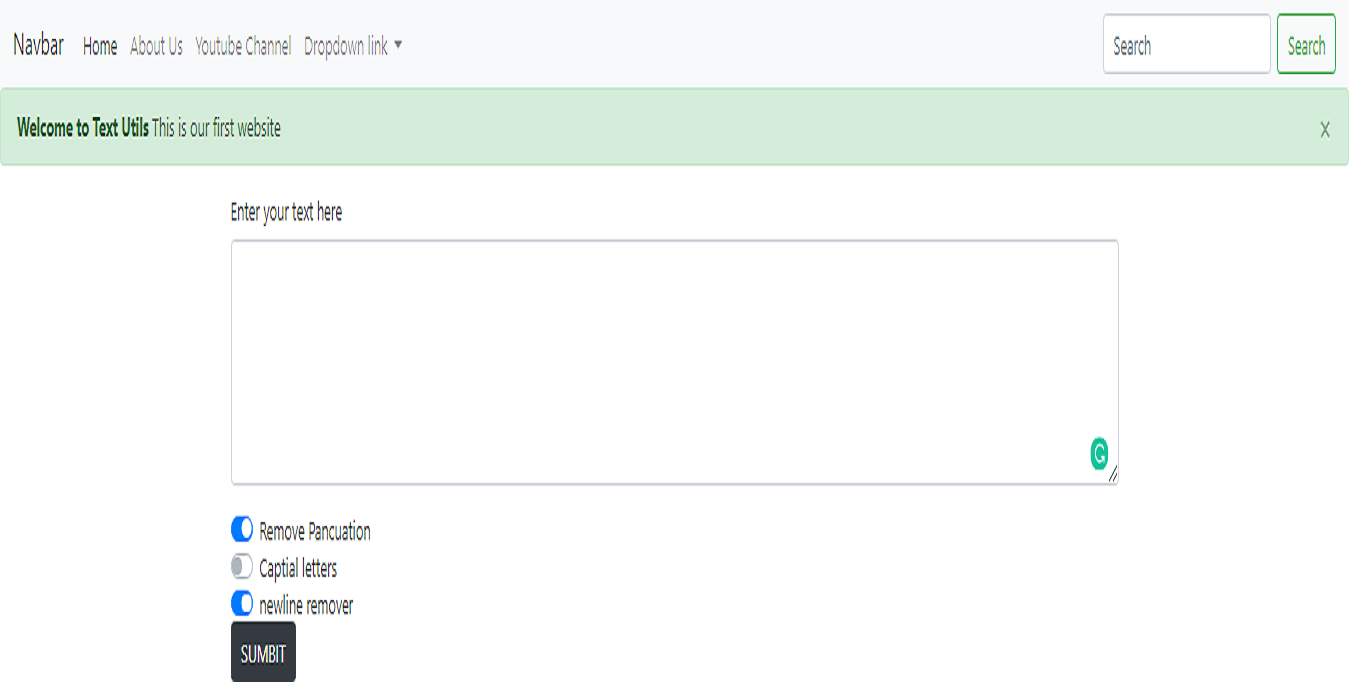 Navbar Home About Us Youtube Channel Dropdown link Search Search
Welcome to Text Utils This is our first website X
Enter your text here
Remove Pancuation
Captial letters
newline remover
SUMBIT